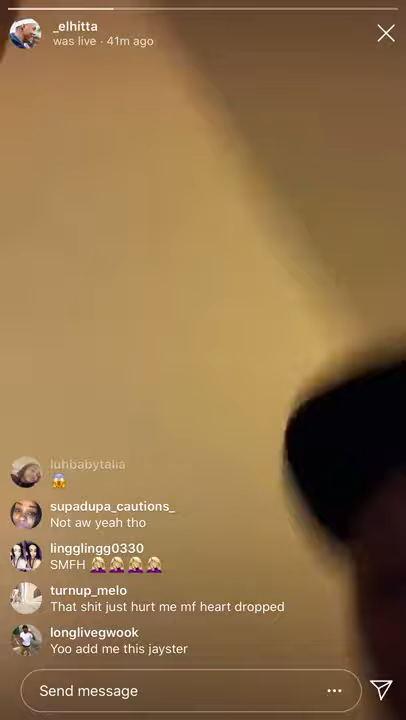 _elhitta
was live · 41m ago
luhbabytalia
😱
supadupa_cautions_
Not aw yeah tho
lingglingg0330
SMFH 🤦🏼‍♀️🤦🏼‍♀️🤦🏼‍♀️🤦🏼‍♀️
turnup_melo
That shit just hurt me mf heart dropped
longlivegwook
Yoo add me this jayster
Send message